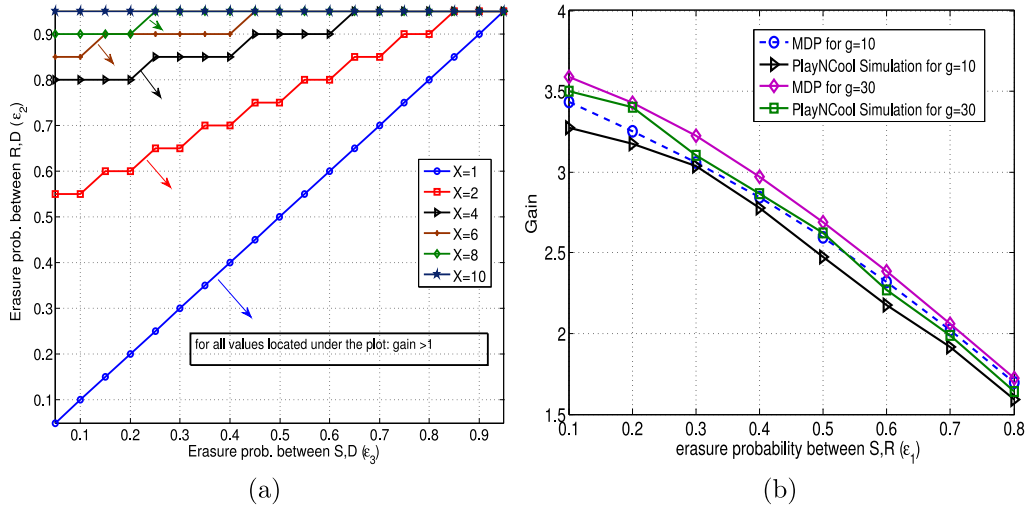 Erasure prob. between R,D (ε2)
0.9
0.8
0.7
0.6
0.5
0.4
0.3
0.2
0.1
X=1
X=2
X=4
X=6
X=8
X=10
for all values located under the plot: gain >1
0.1 0.2 0.3 0.4 0.5 0.6 0.7 0.8 0.9
Erasure prob. between S,D (ε3)
(a)
Gain
4
3.5
3
2.5
2
1.5
MDP for g=10
PlayNCool Simulation for g=10
MDP for g=30
PlayNCool Simulation for g=30
0.1 0.2 0.3 0.4 0.5 0.6 0.7 0.8
erasure probability between S,R (ε1)
(b)